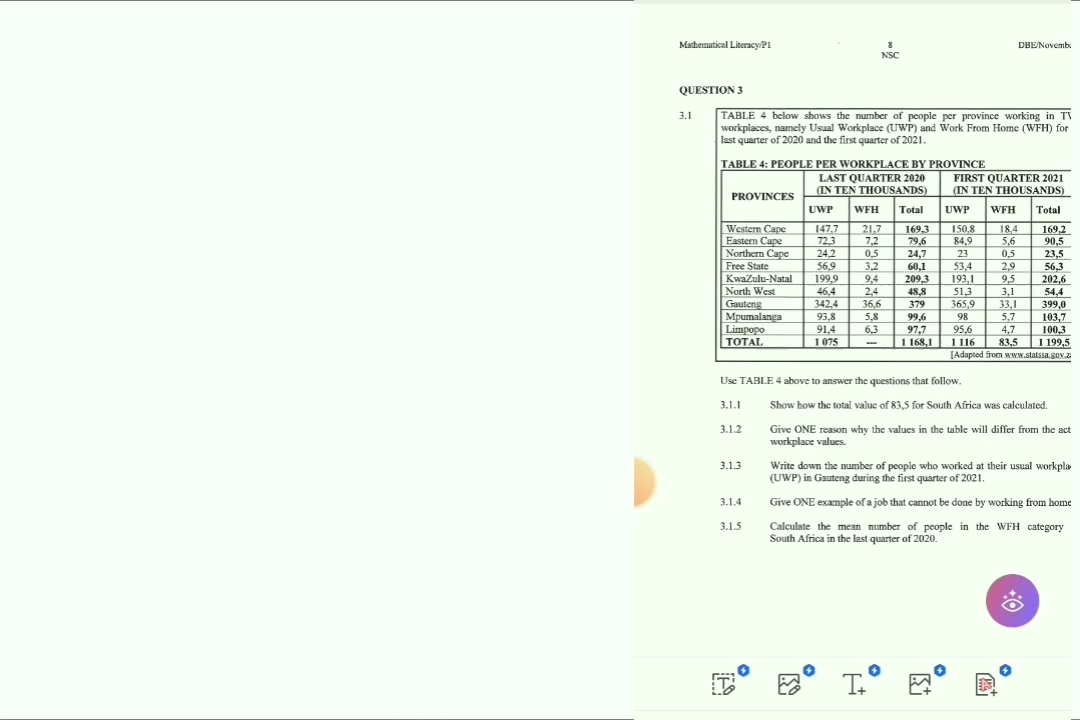 Mathematical Literacy/P1 8 DBE/Novembe
NSC
QUESTION 3
3.1 TABLE 4 below shows the number of people per province working in TW
workplaces, namely Usual Workplace (UWP) and Work From Home (WFH) for
last quarter of 2020 and the first quarter of 2021.
TABLE 4: PEOPLE PER WORKPLACE BY PROVINCE
PROVINCES LAST QUARTER 2020 (IN TEN THOUSANDS) FIRST QUARTER 2021 (IN TEN THOUSANDS)
UWP WFH Total UWP WFH Total
Western Cape 147,7 21,7 169,3 150,8 18,4 169,2
Eastern Cape 72,3 7,2 79,6 84,9 5,6 90,5
Northern Cape 24,2 0,5 24,7 23 0,5 23,5
Free State 56,9 3,2 60,1 53,4 2,9 56,3
KwaZulu-Natal 199,9 9,4 209,3 193,1 9,5 202,6
North West 46,4 2,4 48,8 51,3 3,1 54,4
Gauteng 342,4 36,6 379 365,9 33,1 399,0
Mpumalanga 93,8 5,8 99,6 98 5,7 103,7
Limpopo 91,4 6,3 97,7 95,6 4,7 100,3
TOTAL 1 075 --- 1 168,1 1 116 83,5 1 199,5
[Adapted from www.statssa.gov.z
Use TABLE 4 above to answer the questions that follow.
3.1.1 Show how the total value of 83,5 for South Africa was calculated.
3.1.2 Give ONE reason why the values in the table will differ from the act
workplace values.
3.1.3 Write down the number of people who worked at their usual workpla
(UWP) in Gauteng during the first quarter of 2021.
3.1.4 Give ONE example of a job that cannot be done by working from home
3.1.5 Calculate the mean number of people in the WFH category
South Africa in the last quarter of 2020.